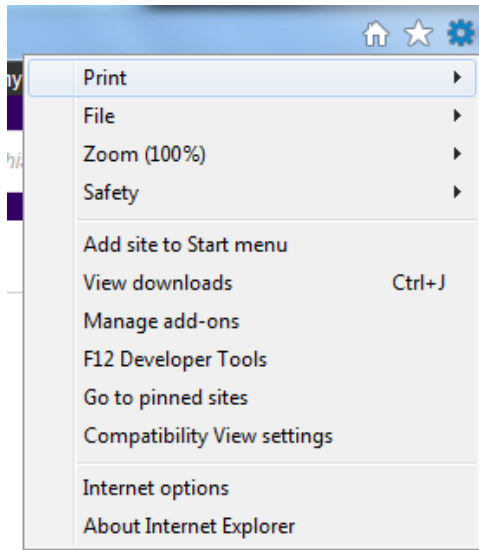 Print
File
Zoom (100%)
Safety
Add site to Start menu
View downloads Ctrl+J
Manage add-ons
F12 Developer Tools
Go to pinned sites
Compatibility View settings
Internet options
About Internet Explorer